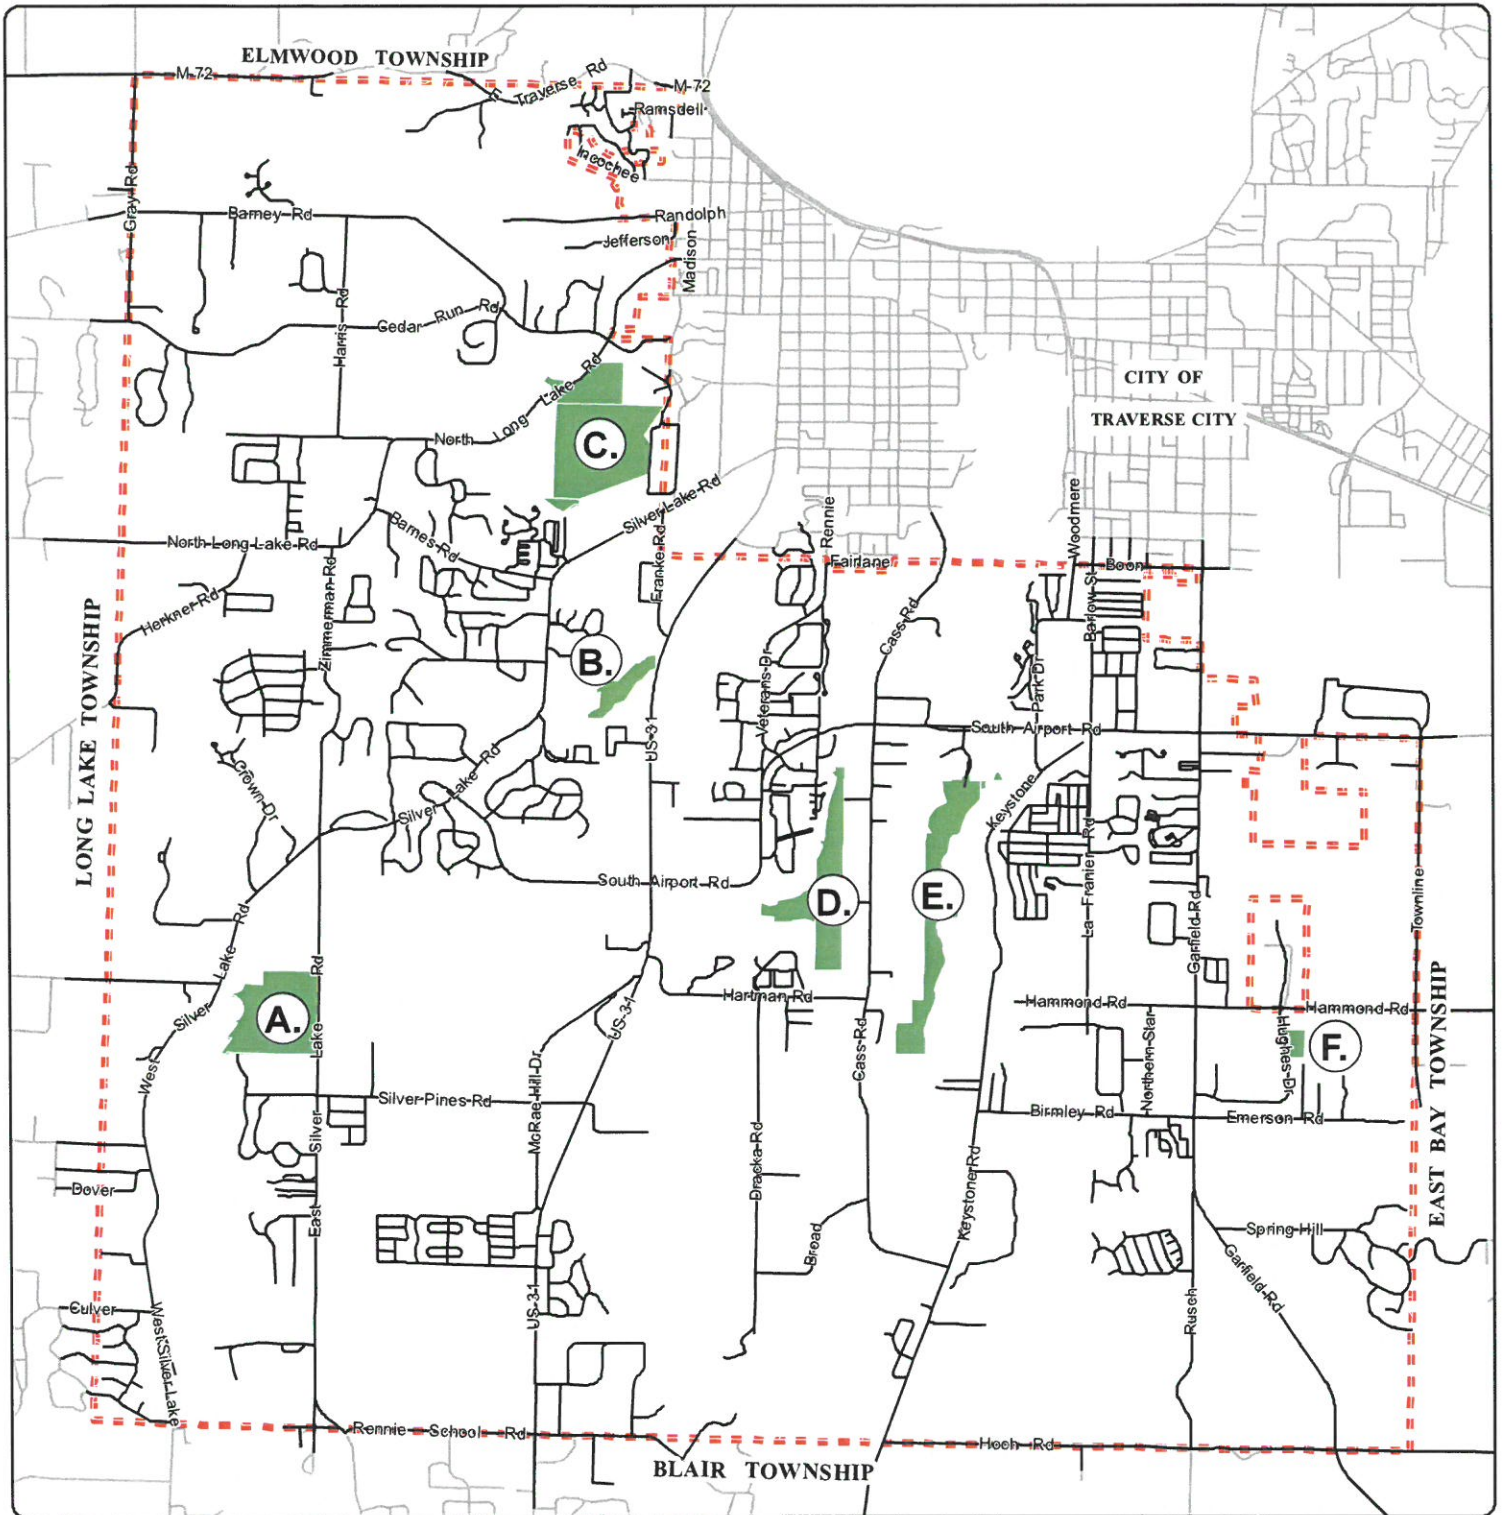 ELMWOOD TOWNSHIP
M-72
Traverse Rd
M-72
Ramsdell
Incochee
Gray Rd
Barney Rd
Randolph
Jefferson
Madison
Harris Rd
Cedar Run Rd
North Long Lake Rd
CITY OF
TRAVERSE CITY
C.
Silver Lake Rd
North Long Lake Rd
Barnes Rd
Franke Rd
Rennie
Fairlane
Woodmere
Boon
Barlow St
Herkner Rd
Zimmerman Rd
LONG LAKE TOWNSHIP
B.
Cass Rd
Veterans Dr
Park Dr
US-31
South Airport Rd
Crown Dr
Silver Lake Rd
Keystone
South Airport Rd
D.
E.
La Franier Rd
Garfield Rd
Townline
West Silver Lake Rd
A.
East Silver Lake Rd
US-31
Hartman Rd
Hammond Rd
Hammond Rd
Cass Rd
Northern Star
Hughes Dr
F.
EAST BAY TOWNSHIP
McRae Hill Dr
Silver Pines Rd
Birmley Rd
Emerson Rd
Dover
Dracka Rd
Keystone Rd
Broad
Spring Hill
Garfield Rd
Culver
West Silver Lake
US-31
Rusch
Rennie School Rd
Hoch Rd
BLAIR TOWNSHIP